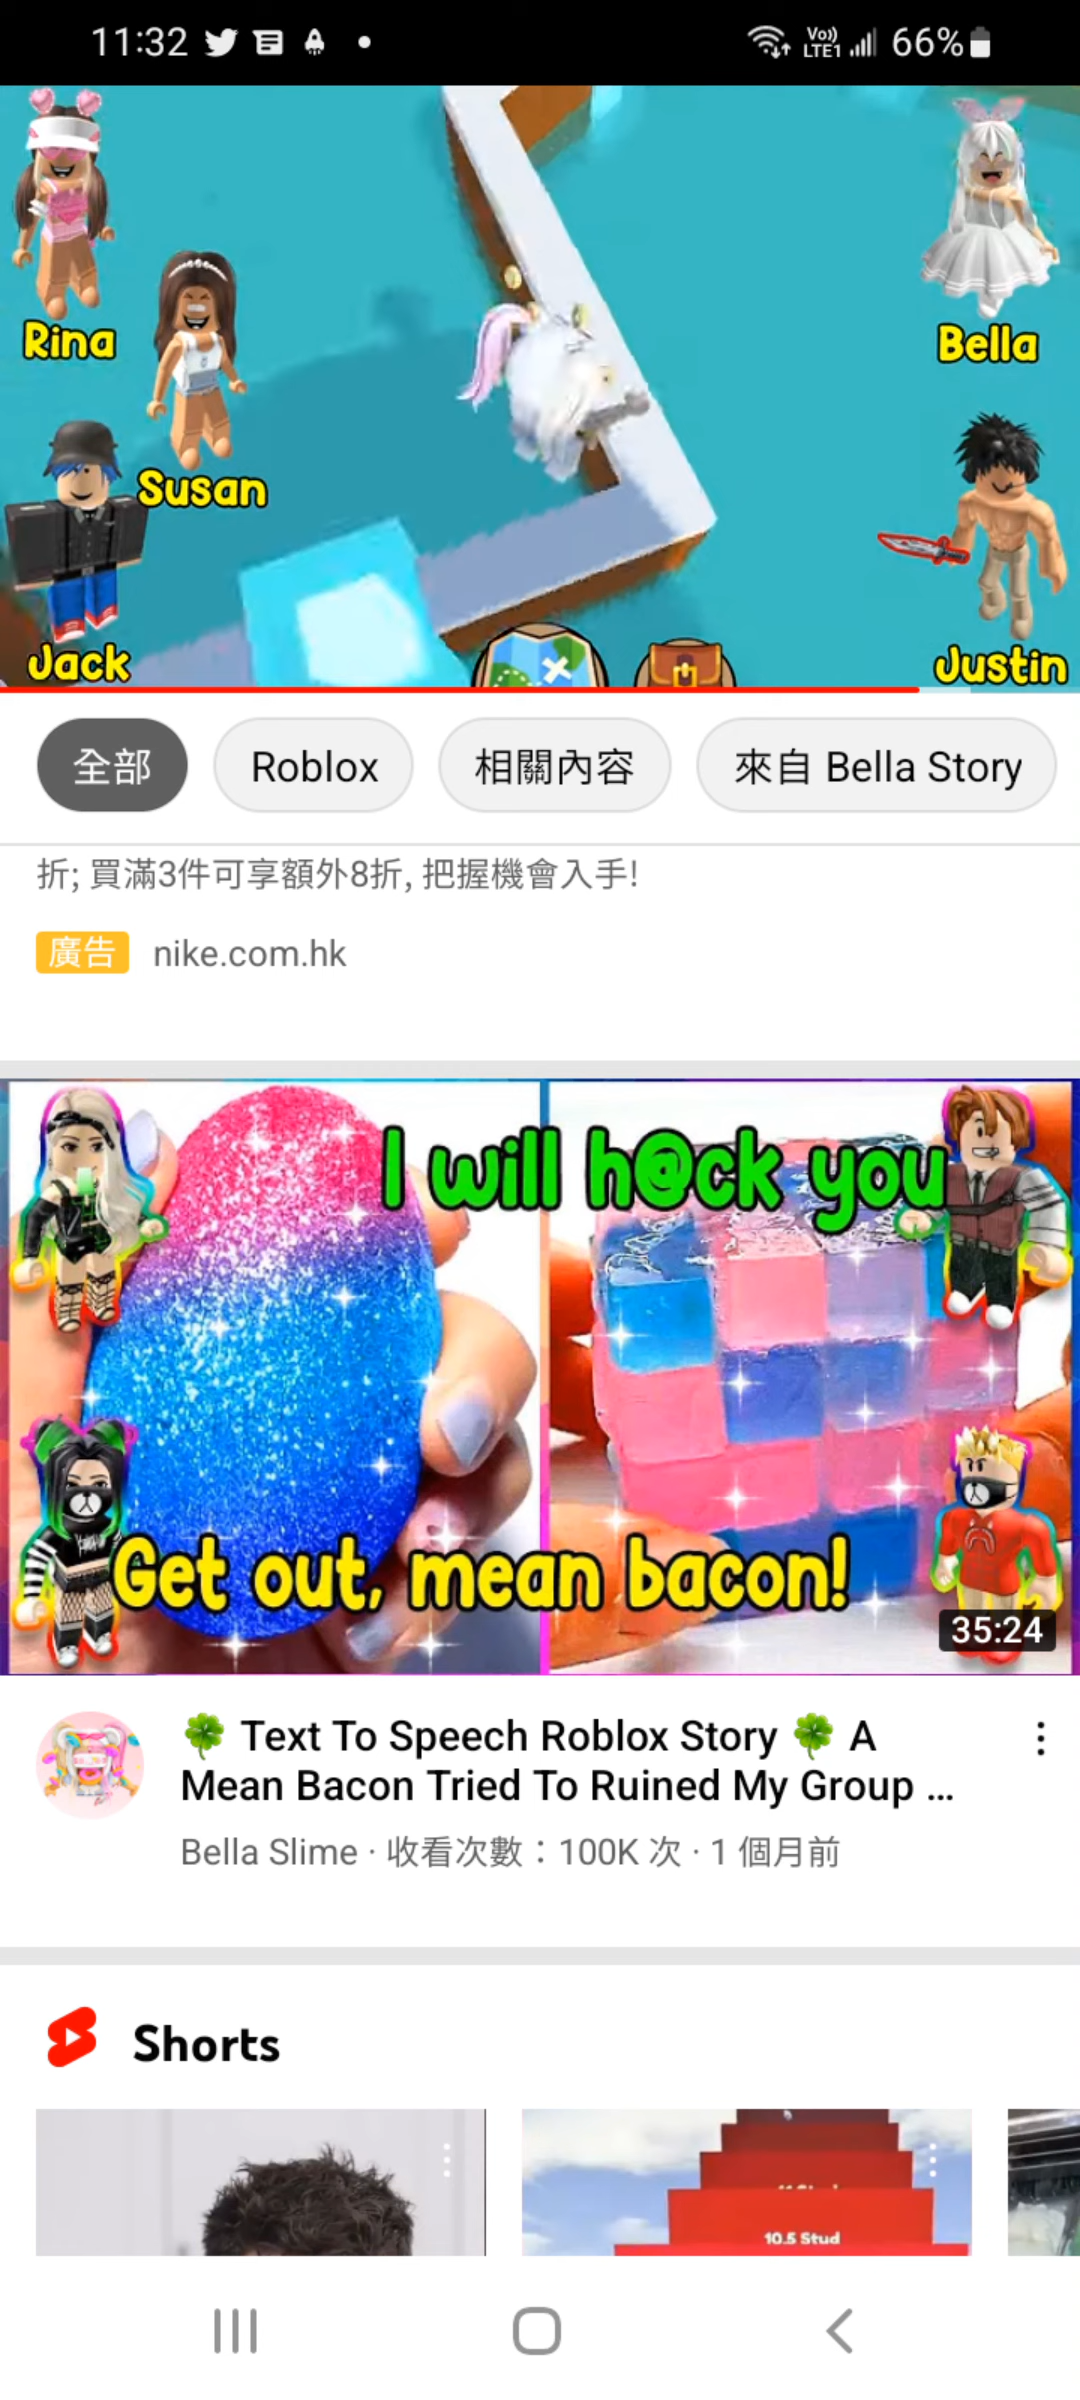 11:32
Vo)) LTE1
66%
Rina
Bella
Susan
Jack
Justin
全部
Roblox
相關內容
來自 Bella Story
折; 買滿3件可享額外8折, 把握機會入手!
廣告 nike.com.hk
I will h@ck you
Get out, mean bacon!
35:24
🍀 Text To Speech Roblox Story 🍀 A
Mean Bacon Tried To Ruined My Group ...
Bella Slime · 收看次數：100K 次 · 1 個月前
Shorts
10.5 Stud